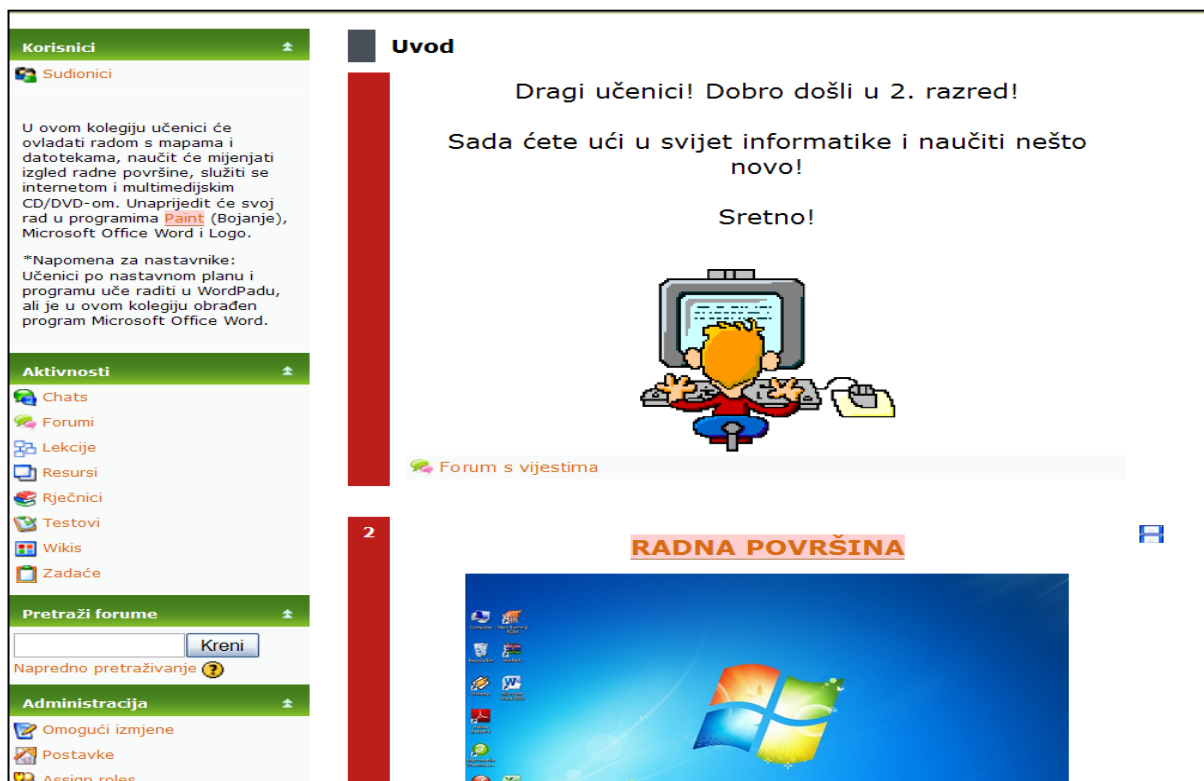 Korisnici
Sudionici
U ovom kolegiju učenici će
ovladati radom s mapama i
datotekama, naučit će mijenjati
izgled radne površine, služiti se
internetom i multimedijskim
CD/DVD-om. Unaprijedit će svoj
rad u programima Paint (Bojanje),
Microsoft Office Word i Logo.
*Napomena za nastavnike:
Učenici po nastavnom planu i
programu uče raditi u WordPadu,
ali je u ovom kolegiju obrađen
program Microsoft Office Word.
Aktivnosti
Chats
Forumi
Lekcije
Resursi
Rječnici
Testovi
Wikis
Zadaće
Pretraži forume
Kreni
Napredno pretraživanje
Administracija
Omogući izmjene
Postavke
Assign roles
Uvod
Dragi učenici! Dobro došli u 2. razred!
Sada ćete ući u svijet informatike i naučiti nešto
novo!
Sretno!
Forum s vijestima
2
RADNA POVRŠINA